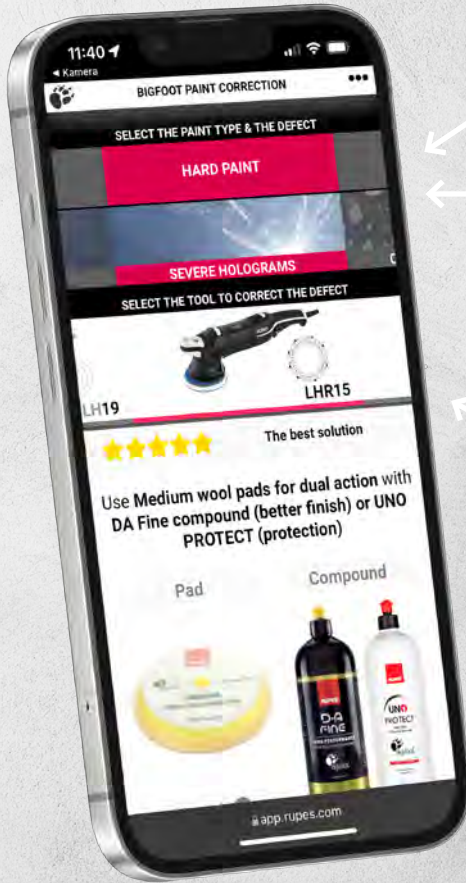 11:40
◄ Kamera
BIGFOOT PAINT CORRECTION
SELECT THE PAINT TYPE & THE DEFECT
HARD PAINT
SEVERE HOLOGRAMS
SELECT THE TOOL TO CORRECT THE DEFECT
LH19
LHR15
The best solution
Use Medium wool pads for dual action with
DA Fine compound (better finish) or UNO
PROTECT (protection)
Pad
Compound
RUPES
D-A
FINE
UNO
PROTECT
app.rupes.com